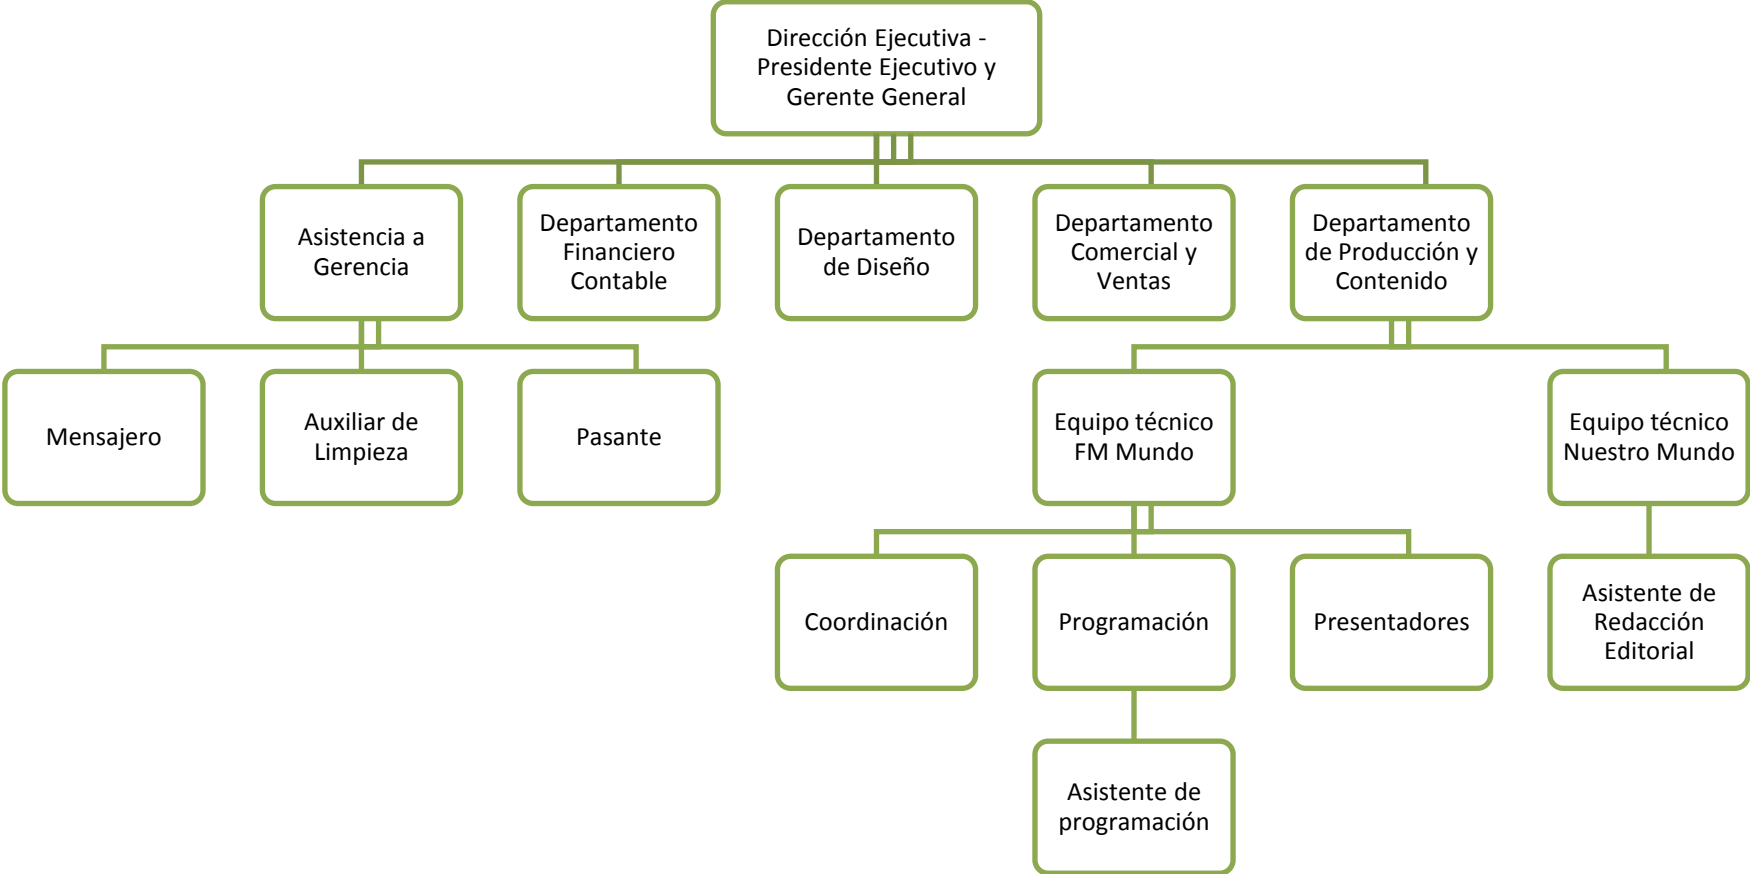 Dirección Ejecutiva -
Presidente Ejecutivo y
Gerente General
Asistencia a
Gerencia
Departamento
Financiero
Contable
Departamento
de Diseño
Departamento
Comercial y
Ventas
Departamento
de Producción y
Contenido
Mensajero
Auxiliar de
Limpieza
Pasante
Equipo técnico
FM Mundo
Equipo técnico
Nuestro Mundo
Coordinación
Programación
Presentadores
Asistente de
Redacción
Editorial
Asistente de
programación